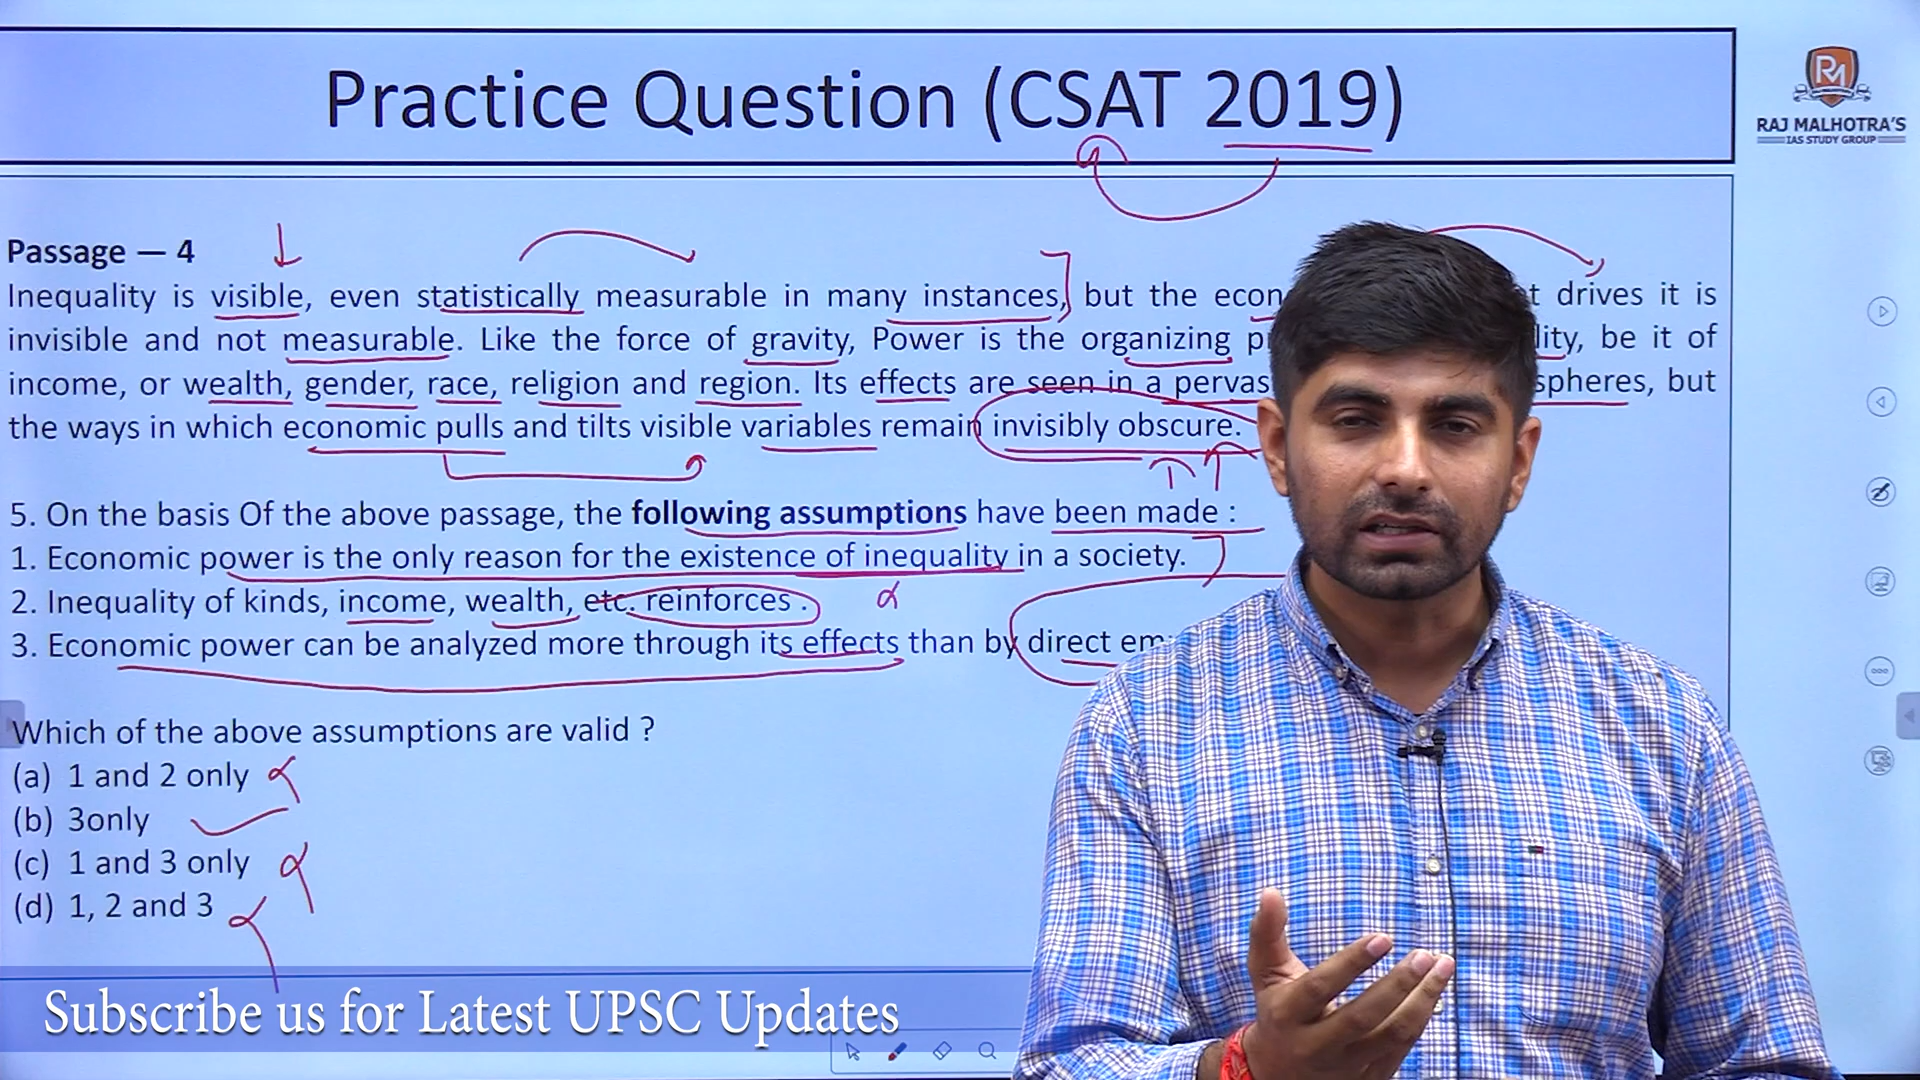 Practice Question (CSAT 2019)
RM
RAJ MALHOTRA'S
IAS STUDY GROUP
Passage — 4
Inequality is visible, even statistically measurable in many instances, but the econ t drives it is
invisible and not measurable. Like the force of gravity, Power is the organizing p lity, be it of
income, or wealth, gender, race, religion and region. Its effects are seen in a pervas spheres, but
the ways in which economic pulls and tilts visible variables remain invisibly obscure.
5. On the basis Of the above passage, the following assumptions have been made :
1. Economic power is the only reason for the existence of inequality in a society.
2. Inequality of kinds, income, wealth, etc. reinforces .
3. Economic power can be analyzed more through its effects than by direct em
Which of the above assumptions are valid ?
(a) 1 and 2 only
(b) 3only
(c) 1 and 3 only
(d) 1, 2 and 3
Subscribe us for Latest UPSC Updates